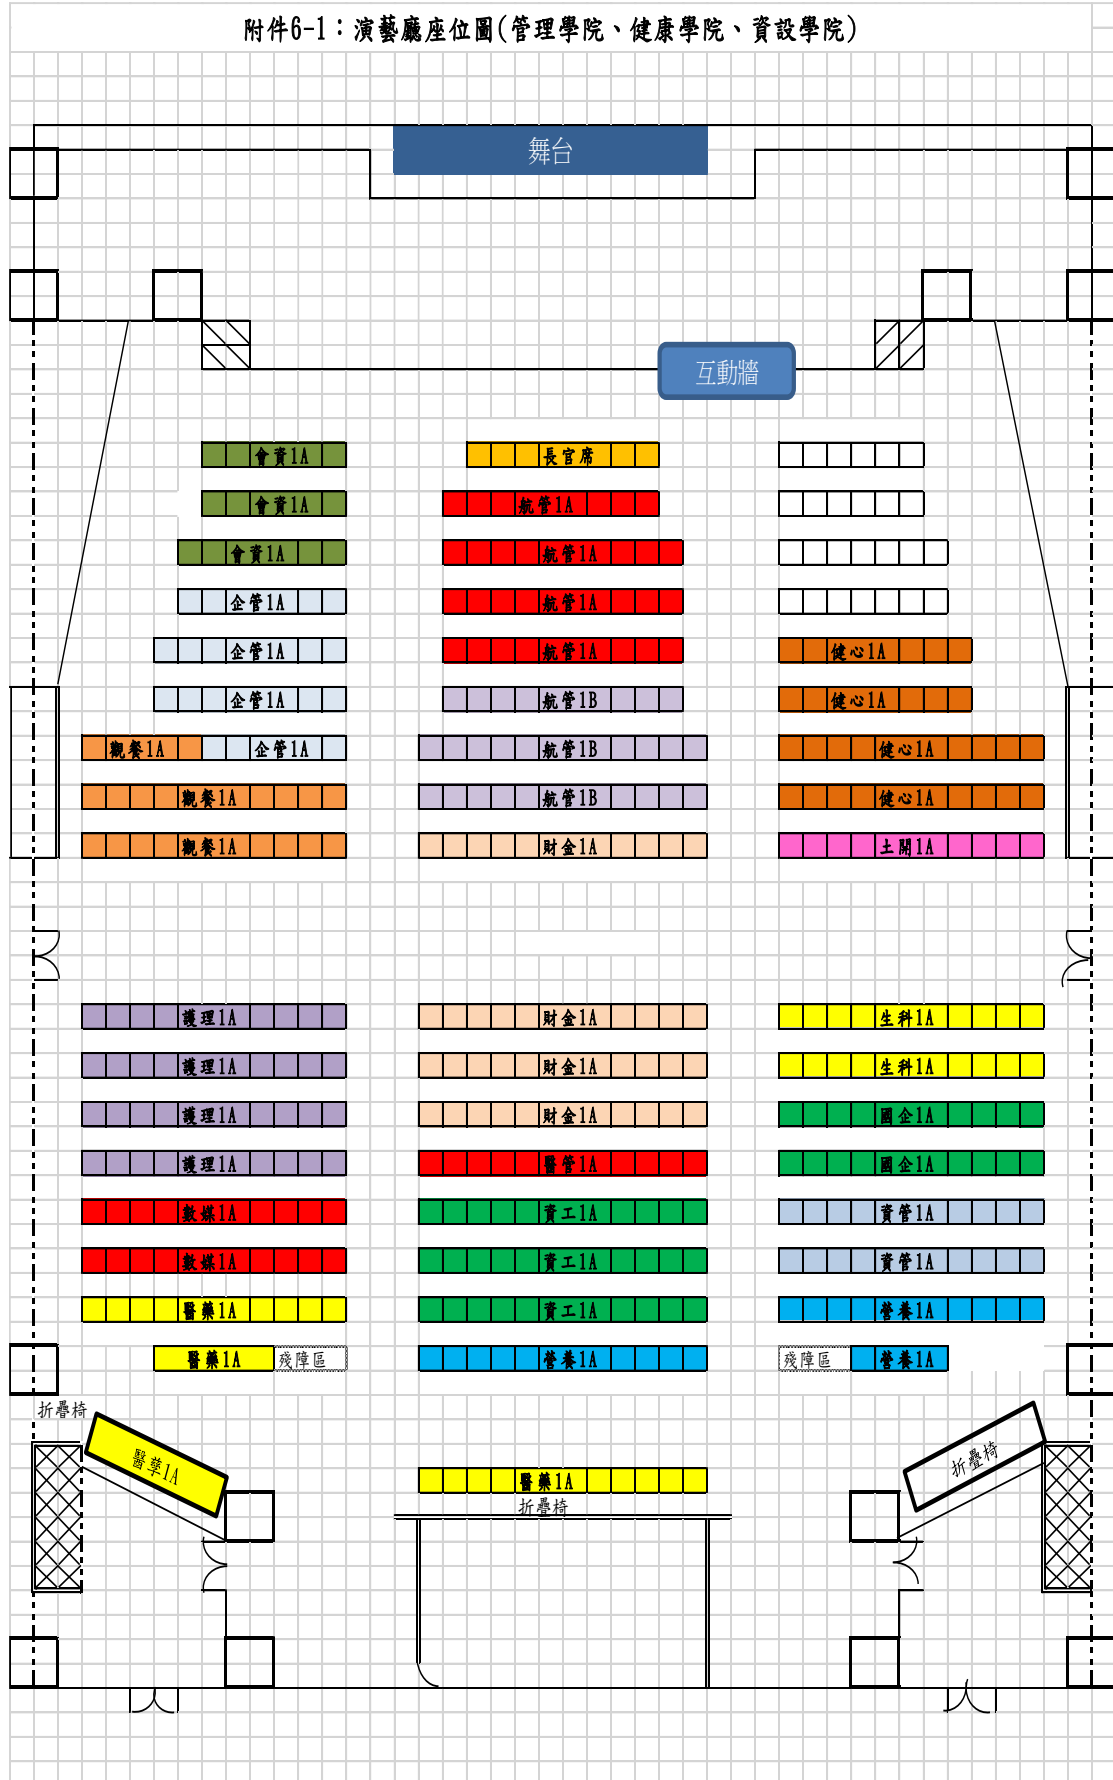 附件6-1：演藝廳座位圖(管理學院、健康學院、資設學院)
舞台
互動牆
會資1A 長官席
會資1A 航管1A
會資1A 航管1A
企管1A 航管1A
企管1A 航管1A 健心1A
企管1A 航管1B 健心1A
觀餐1A 企管1A 航管1B 健心1A
觀餐1A 航管1B 健心1A
觀餐1A 財金1A 土開1A
護理1A 財金1A 生科1A
護理1A 財金1A 生科1A
護理1A 財金1A 國企1A
護理1A 醫管1A 國企1A
數媒1A 資工1A 資管1A
數媒1A 資工1A 資管1A
醫藥1A 資工1A 營養1A
醫藥1A 殘障區 營養1A 殘障區 營養1A
折疊椅
醫藥1A 折疊椅
醫藥1A
折疊椅